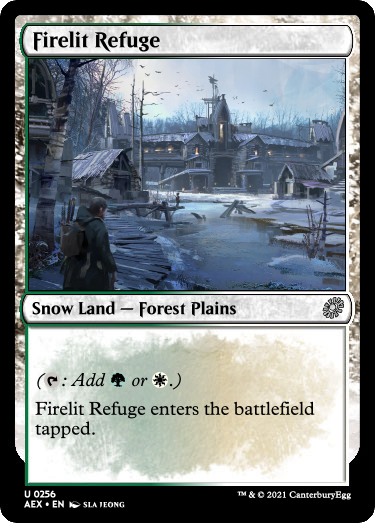 Firelit Refuge
Snow Land — Forest Plains
(: Add or .)
Firelit Refuge enters the battlefield
tapped.
U 0256
AEX • EN SLA JEONG
™ & © 2021 CanterburyEgg